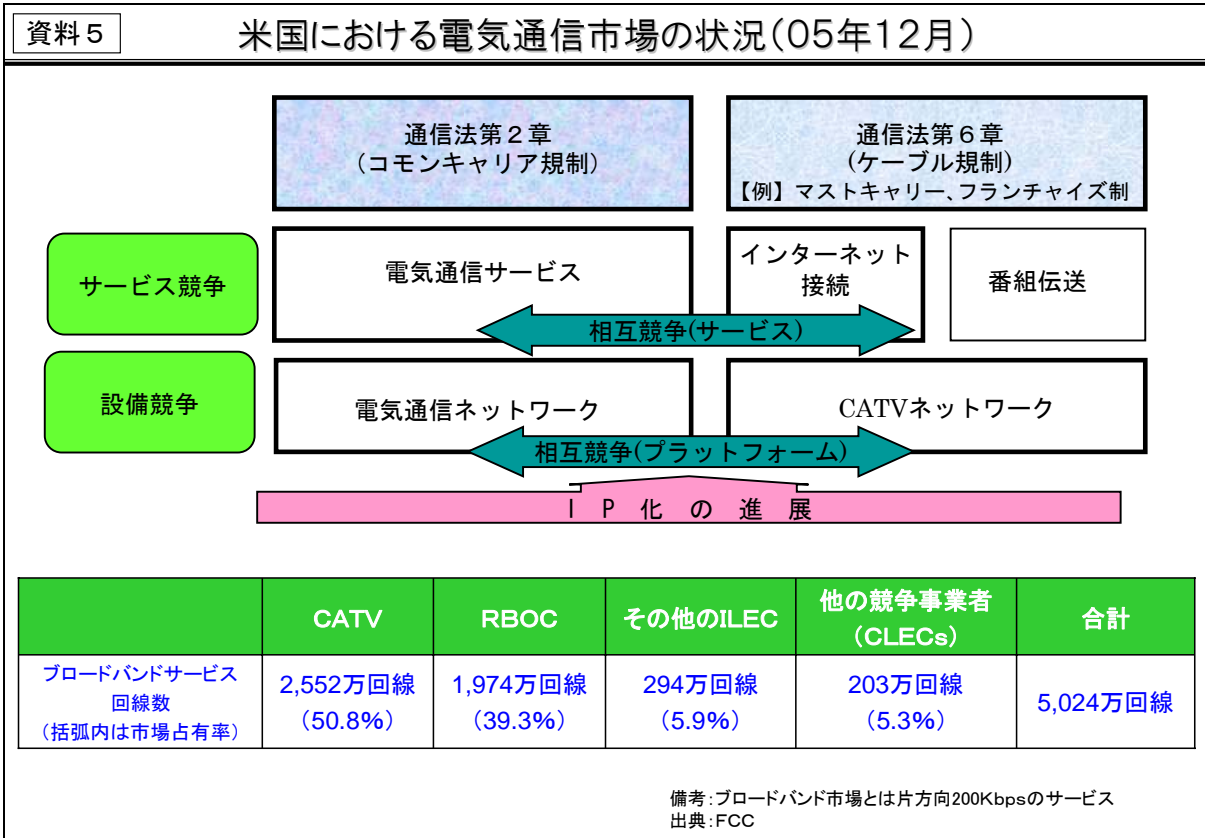 資料5
米国における電気通信市場の状況(05年12月)
通信法第2章
(コモンキャリア規制)
通信法第6章
(ケーブル規制)
【例】マストキャリー、フランチャイズ制
サービス競争
電気通信サービス
インターネット
接続
番組伝送
相互競争(サービス)
設備競争
電気通信ネットワーク
CATVネットワーク
相互競争(プラットフォーム)
IP化の進展
CATV
RBOC
その他のILEC
他の競争事業者
(CLECs)
合計
ブロードバンドサービス
回線数
(括弧内は市場占有率)
2,552万回線
(50.8%)
1,974万回線
(39.3%)
294万回線
(5.9%)
203万回線
(5.3%)
5,024万回線
備考:ブロードバンド市場とは片方向200Kbpsのサービス
出典:FCC